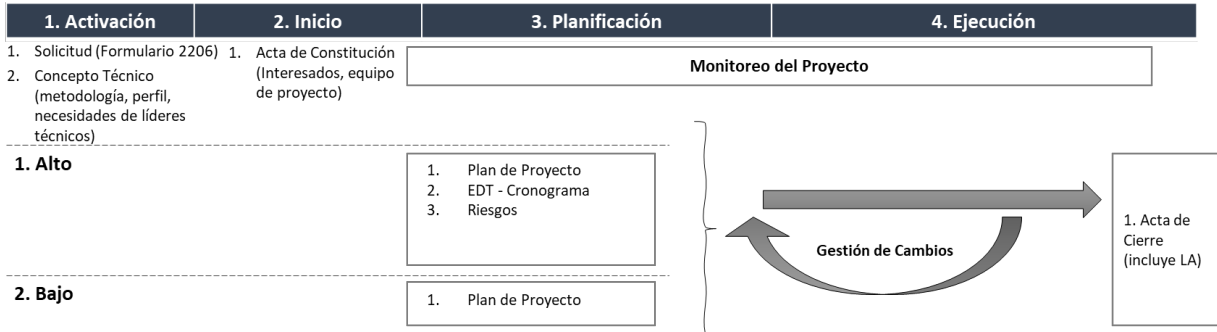 1. Activación
2. Inicio
3. Planificación
4. Ejecución
1. Solicitud (Formulario 2206)
2. Concepto Técnico
(metodología, perfil,
necesidades de líderes
técnicos)
1. Acta de Constitución
(Interesados, equipo
de proyecto)
Monitoreo del Proyecto
1. Alto
1. Plan de Proyecto
2. EDT - Cronograma
3. Riesgos
Gestión de Cambios
1. Acta de
Cierre
(incluye LA)
2. Bajo
1. Plan de Proyecto